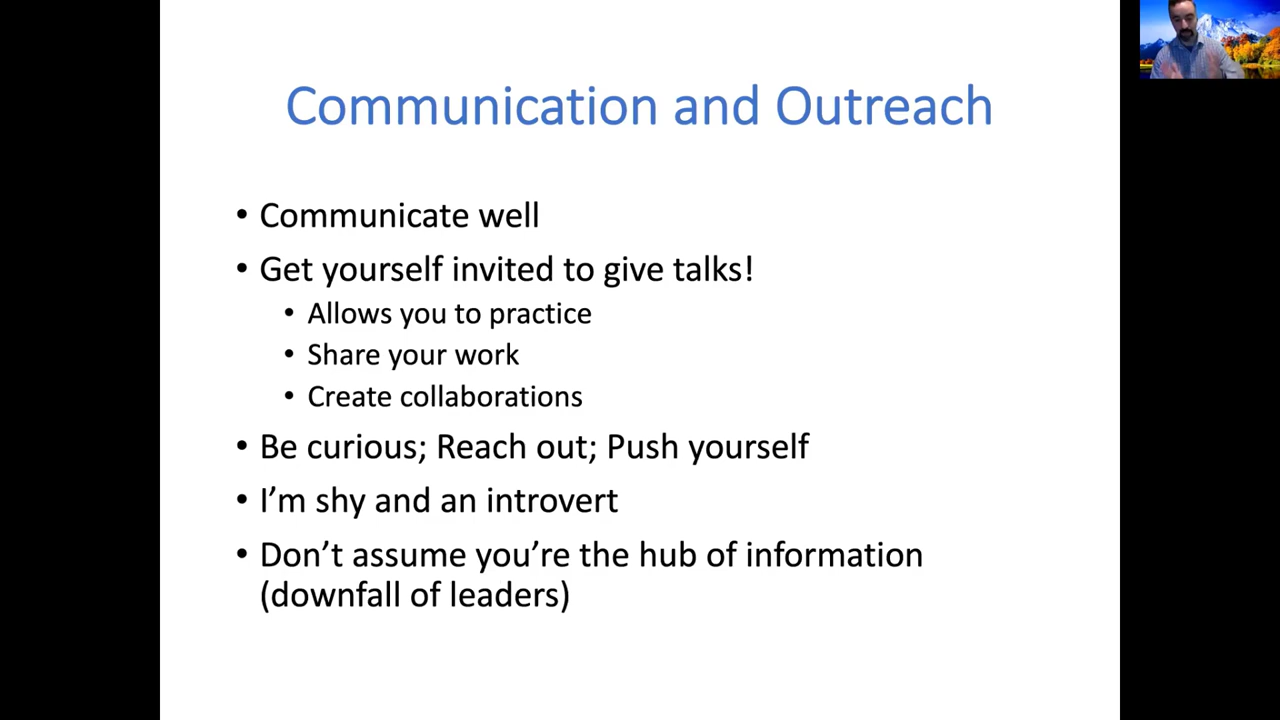 Communication and Outreach
• Communicate well
• Get yourself invited to give talks!
• Allows you to practice
• Share your work
• Create collaborations
• Be curious; Reach out; Push yourself
• I’m shy and an introvert
• Don’t assume you’re the hub of information
(downfall of leaders)